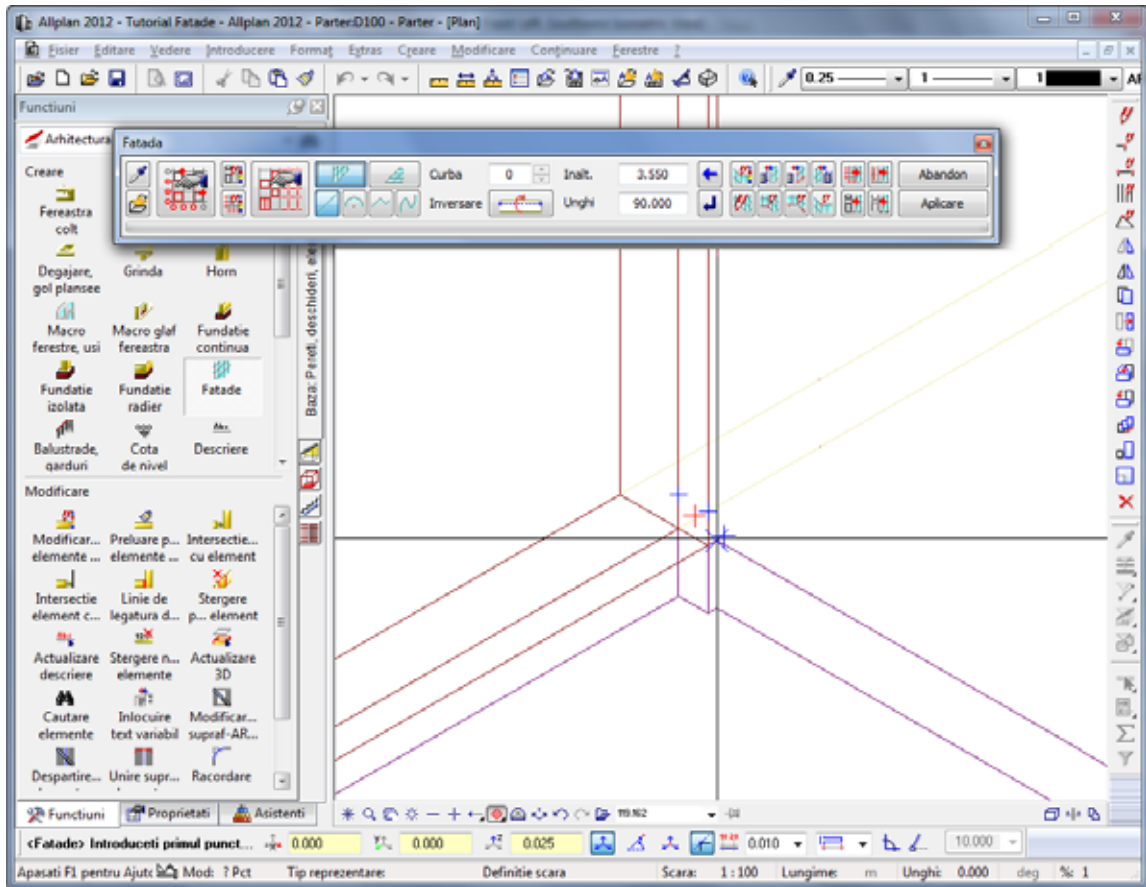 Allplan 2012 - Tutorial Fatade - Allplan 2012 - Parter:D100 - Parter - [Plan]
Fisier Editare Vedere Introducere Format Extras Creare Modificare Conținuare Ferestre ?
0.25 1 1
Functiuni
Arhitectura
Fatada
Curba 0 Inalt. 3.550 Abandon
Inversare Unghi 90.000 Aplicare
Creare
Fereastra colt
Degajare, gol plansee
Grinda
Horn
Macro ferestre, usi
Macro glaf fereastra
Fundatie continua
Fundatie izolata
Fundatie radier
Fatade
Balustrade, garduri
Cota de nivel
Descriere
Baza: Pereti, deschideri, ele
Modificare
Modificar... elemente ...
Preluare p... elemente ...
Intersectie... cu element
Intersectie element c...
Linie de legatura d...
Stergere p... element
Actualizare descriere
Stergere n... elemente
Actualizare 3D
Cautare elemente
Inlocuire text variabil
Modificar... supraf-AR...
Despartire...
Unire supr...
Racordare
Functiuni Proprietati Asistenti
119.162
<Fatade> Introduceti primul punct... 0.000 0.000 0.025 0.010 10.000
Apasati F1 pentru Ajutc Mod: ? Pct Tip reprezentare: Definitie scara Scara: 1 : 100 Lungime: m Unghi: 0.000 deg %: 1